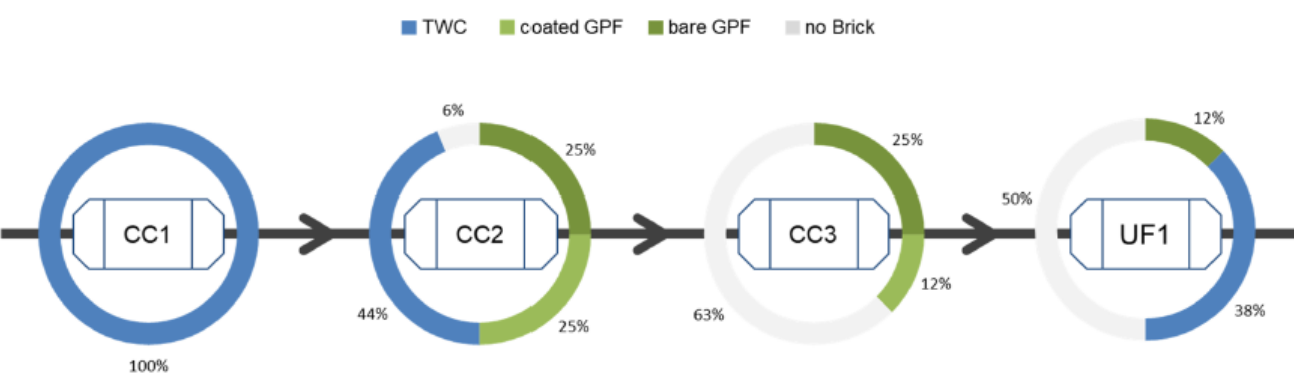 TWC coated GPF bare GPF no Brick
6%
12%
25%
25%
50%
CC1
CC2
CC3
UF1
12%
44%
63%
38%
25%
100%